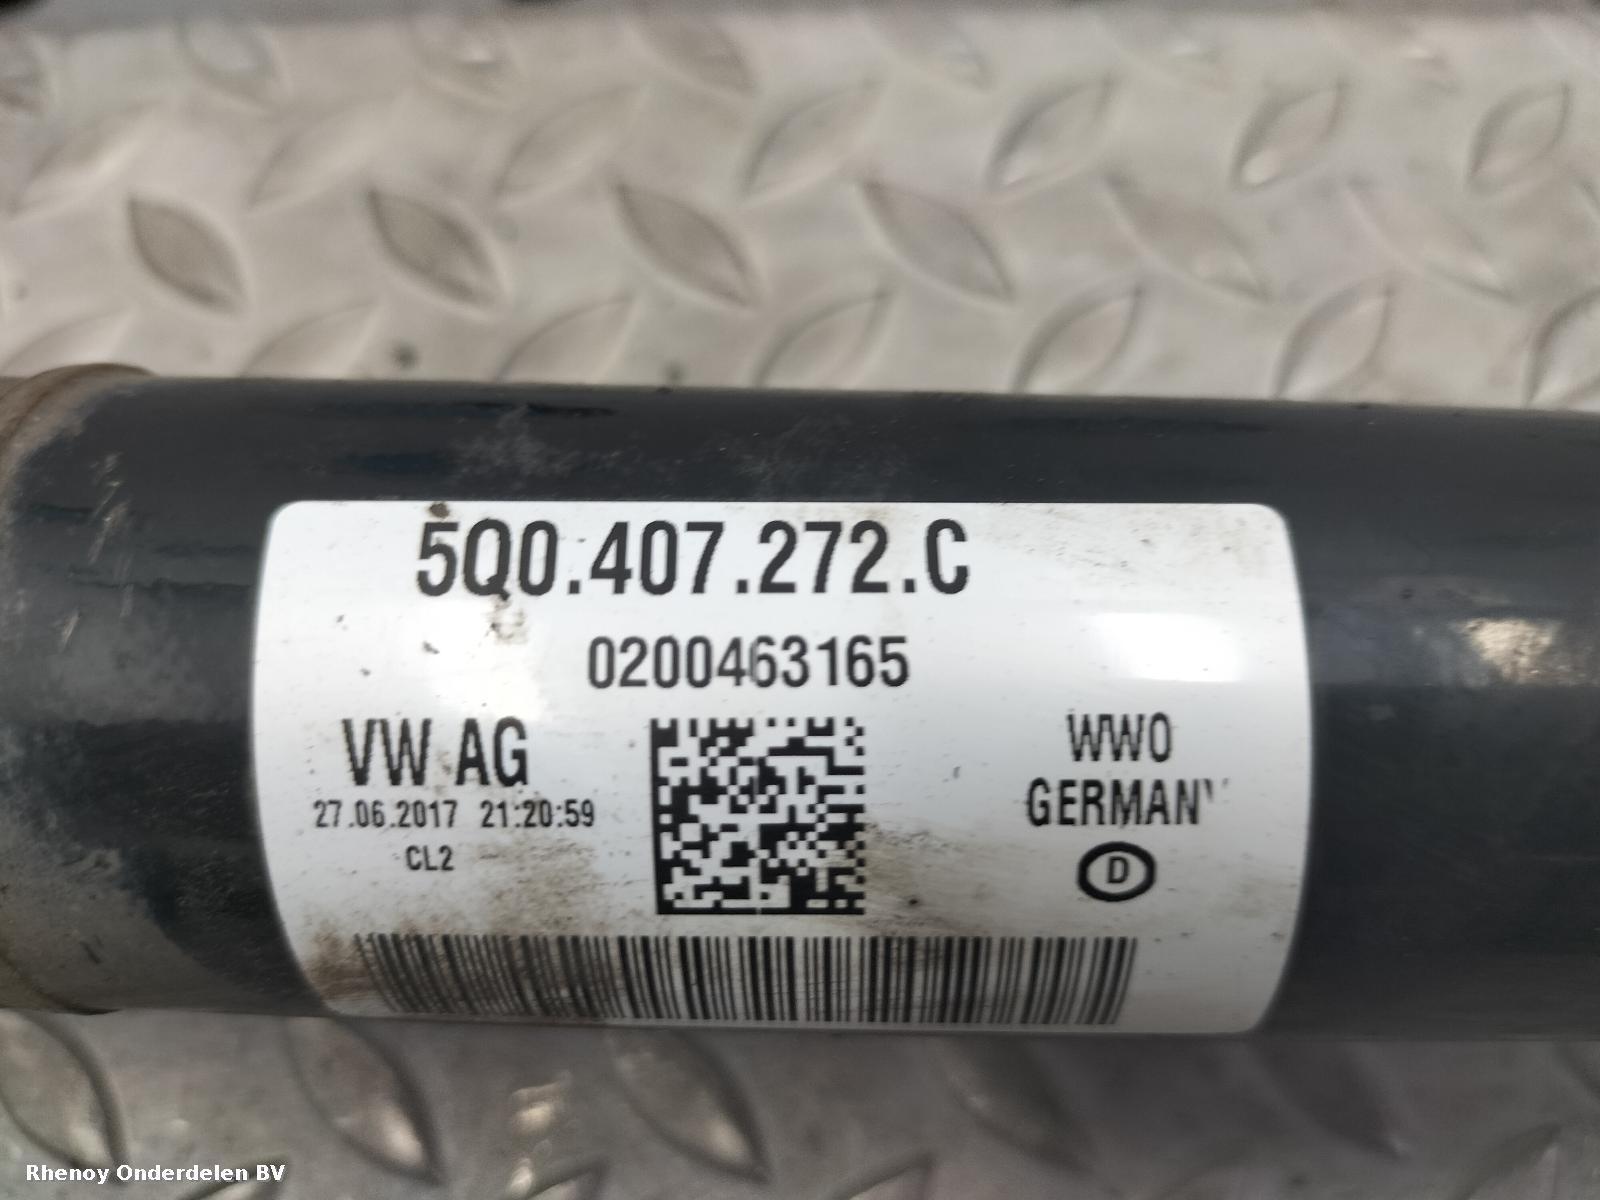 5Q0.407.272.C
0200463165
VW AG
27.06.2017 21:20:59
CL2
WWO
GERMANY
D
Rhenoy Onderdelen BV